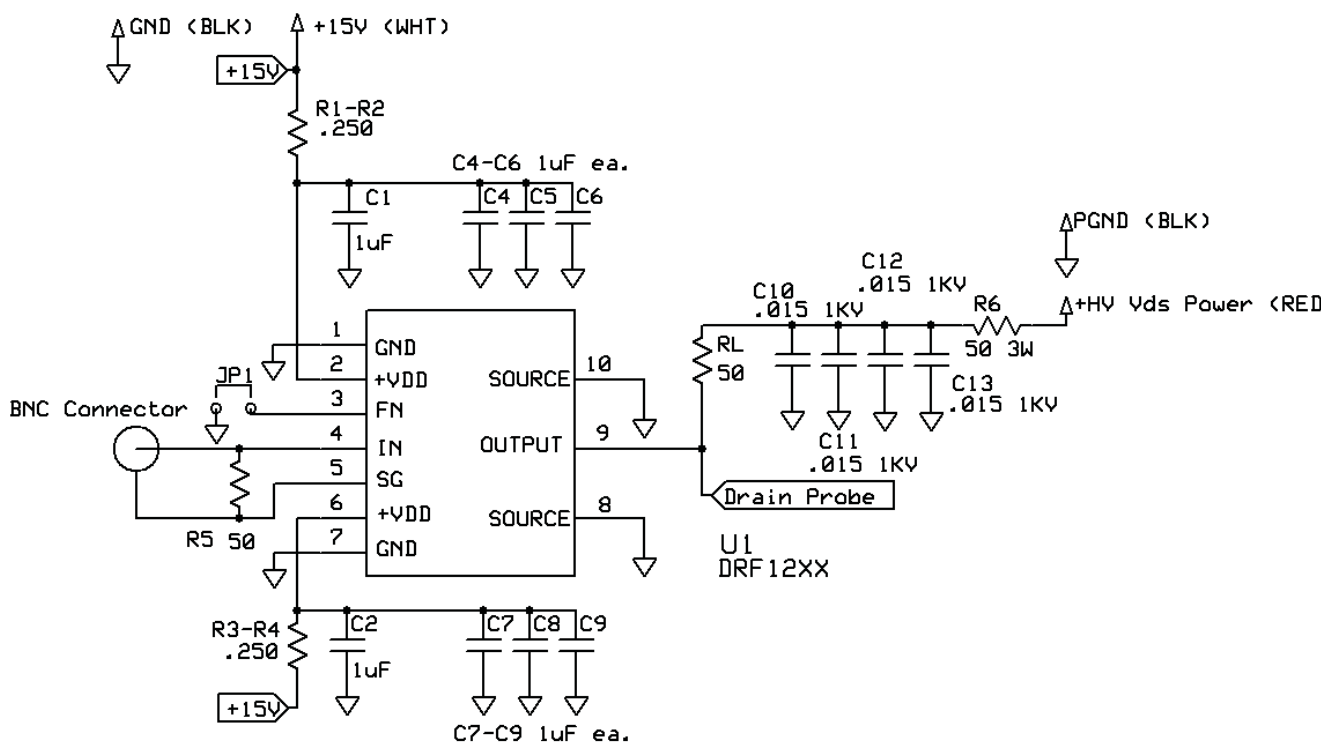 GND (BLK)
+15V (WHT)
+15V
R1-R2
.250
C4-C6 1uF ea.
C1
C4
C5
C6
1uF
PGND (BLK)
C12
.015 1KV
C10
.015 1KV
R6
+HV Vds Power (RED
50 3W
RL
50
C13
.015 1KV
C11
.015 1KV
1
GND
2
+VDD
JP1
3
FN
BNC Connector
4
IN
5
SG
6
+VDD
R5 50
7
GND
SOURCE
10
OUTPUT
9
SOURCE
8
Drain Probe
U1
DRF12XX
R3-R4
.250
C2
C7
C8
C9
1uF
+15V
C7-C9 1uF ea.